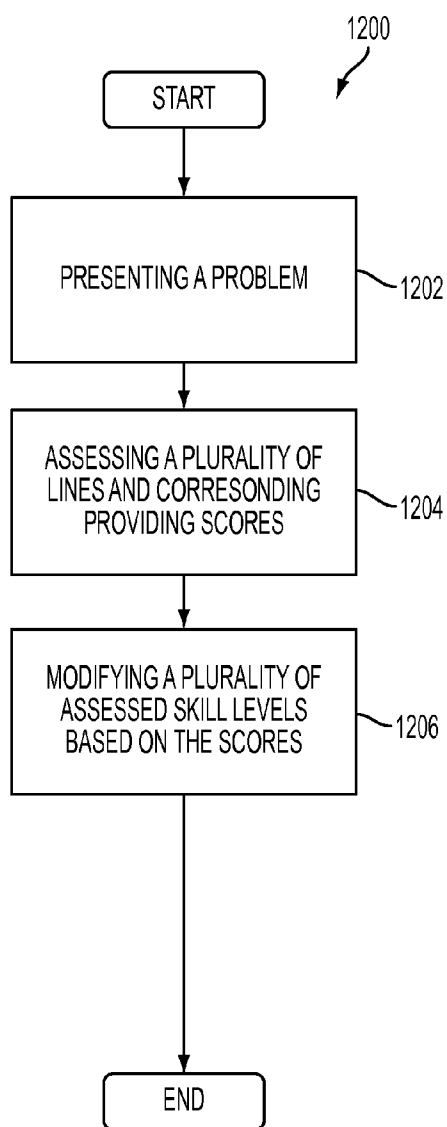 1200
START
PRESENTING A PROBLEM
1202
ASSESSING A PLURALITY OF
LINES AND CORRESONDING
PROVIDING SCORES
1204
MODIFYING A PLURALITY OF
ASSESSED SKILL LEVELS
BASED ON THE SCORES
1206
END